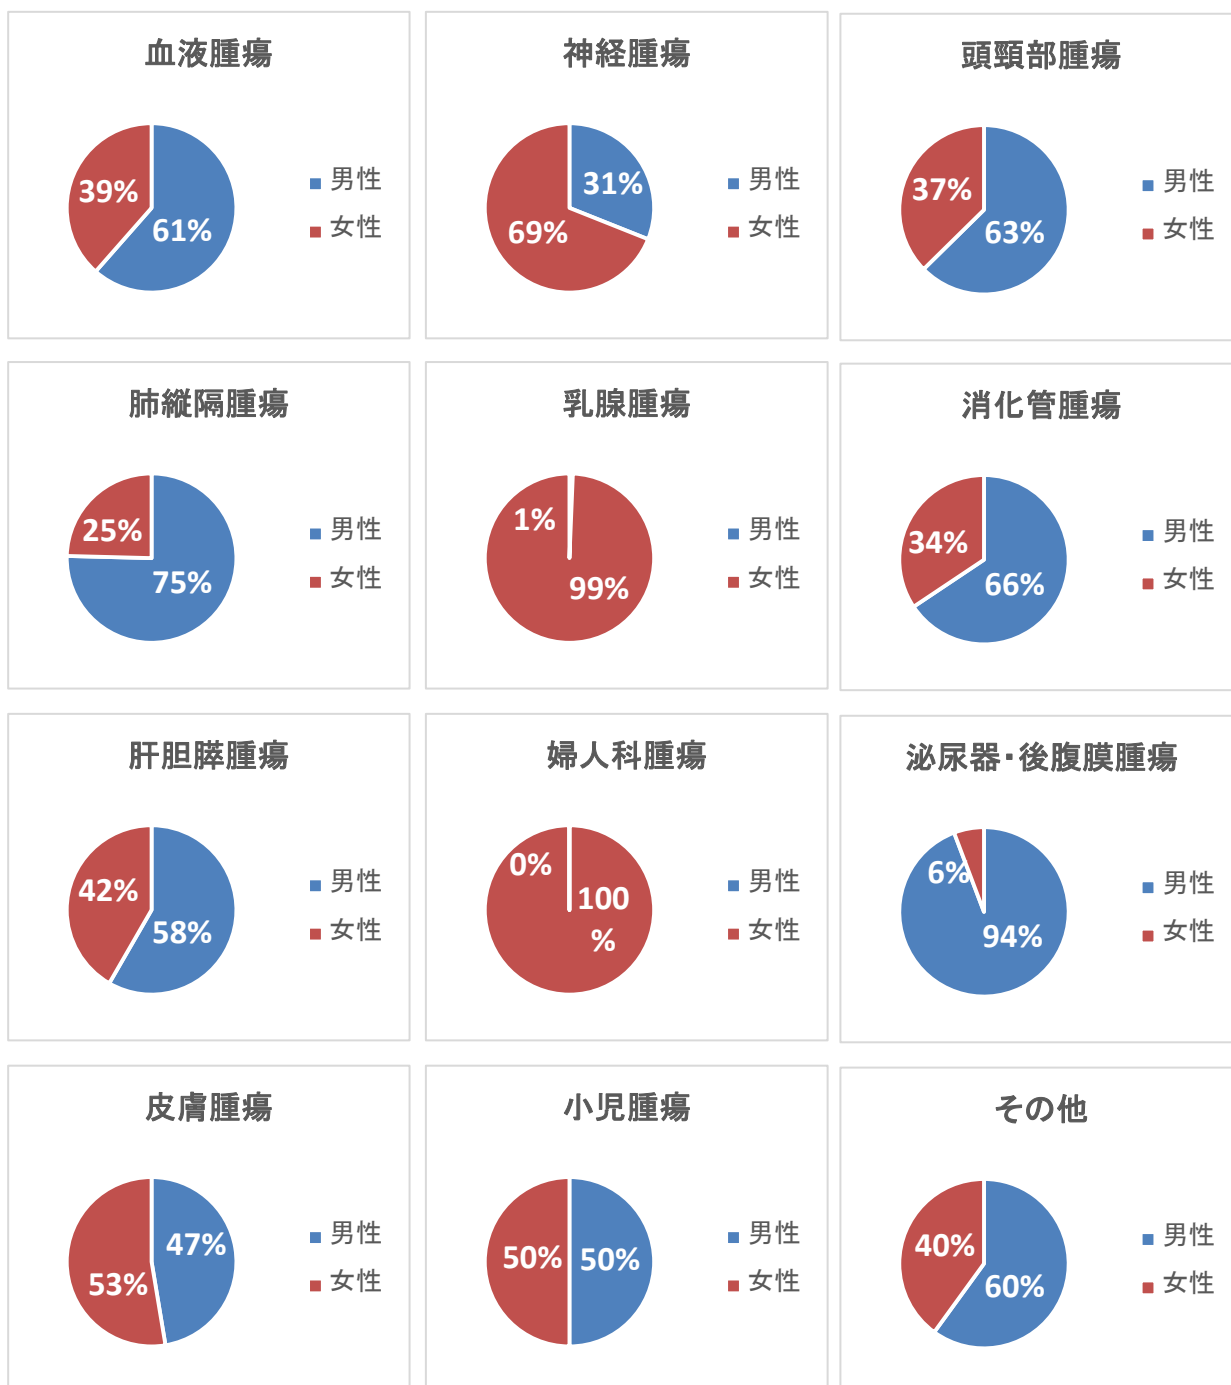 血液腫瘍
39%
61%
男性
女性
神経腫瘍
31%
69%
男性
女性
頭頸部腫瘍
37%
63%
男性
女性
肺縦隔腫瘍
25%
75%
男性
女性
乳腺腫瘍
1%
99%
男性
女性
消化管腫瘍
34%
66%
男性
女性
肝胆膵腫瘍
42%
58%
男性
女性
婦人科腫瘍
0%
100
%
男性
女性
泌尿器・後腹膜腫瘍
6%
94%
男性
女性
皮膚腫瘍
47%
53%
男性
女性
小児腫瘍
50%
50%
男性
女性
その他
40%
60%
男性
女性